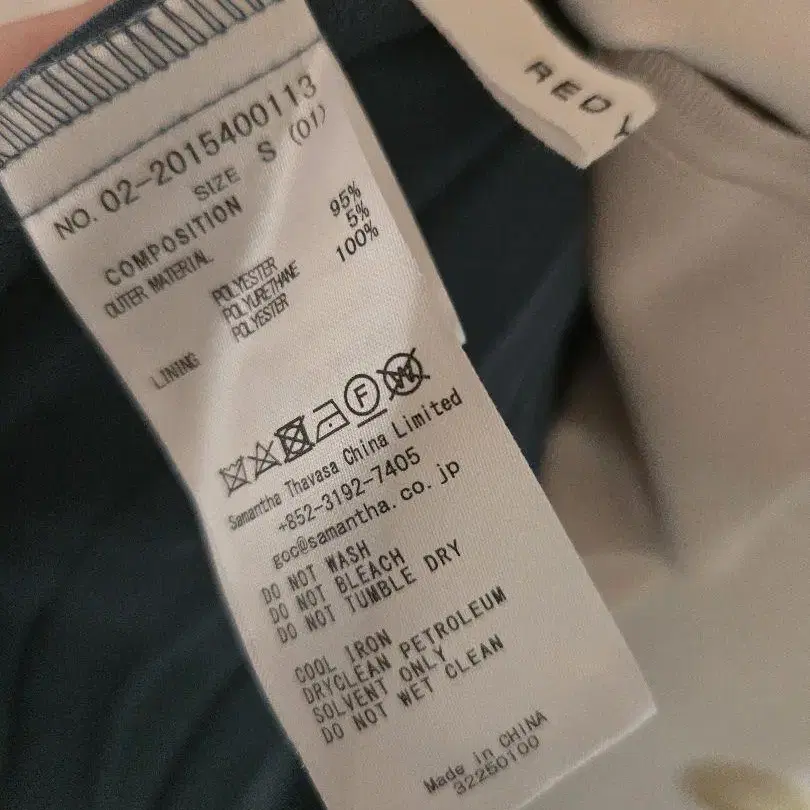 NO. 02-2015400113
SIZE S (01)
COMPOSITION
OUTER MATERIAL
POLYESTER 95%
POLYURETHANE 5%
LINING POLYESTER 100%
F
W
Samantha Thavasa China Limited
+852-3192-7405
goc@samantha.co.jp
DO NOT WASH
DO NOT BLEACH
DO NOT TUMBLE DRY
COOL IRON
DRYCLEAN PETROLEUM
SOLVENT ONLY
DO NOT WET CLEAN
Made in CHINA
32250100
RED Y